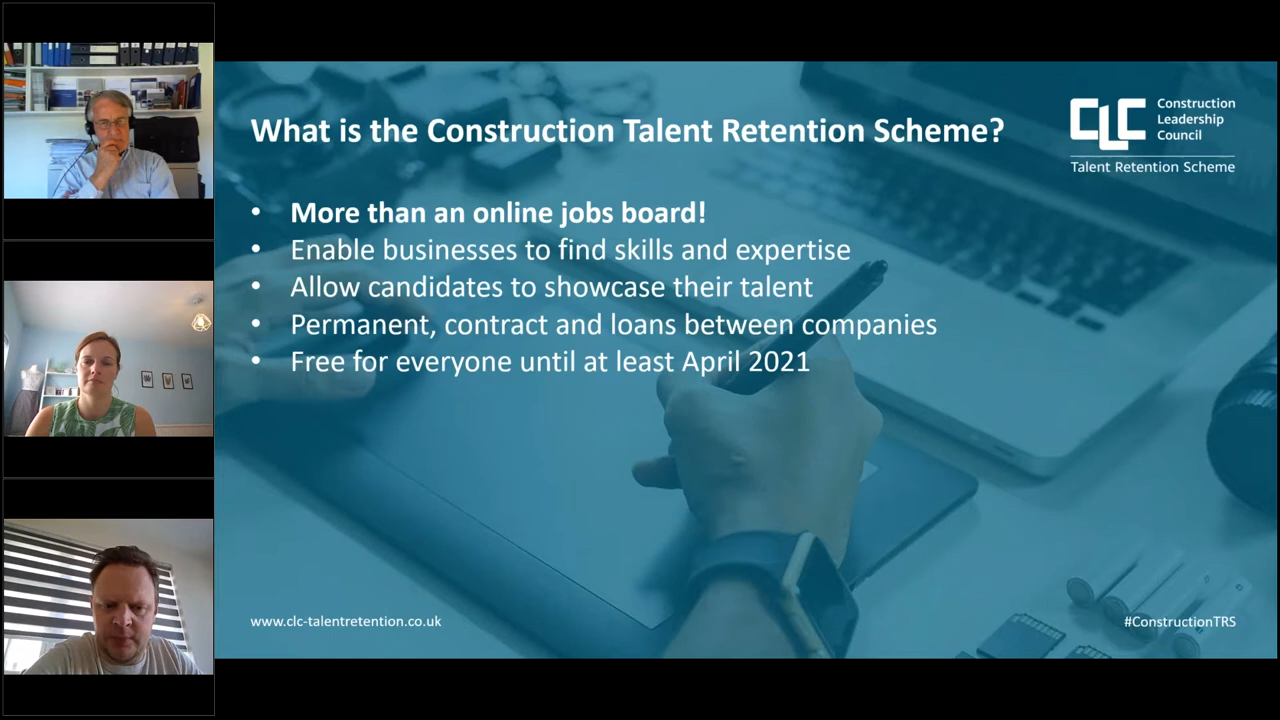 What is the Construction Talent Retention Scheme?
CLC
Construction
Leadership
Council
Talent Retention Scheme
• More than an online jobs board!
• Enable businesses to find skills and expertise
• Allow candidates to showcase their talent
• Permanent, contract and loans between companies
• Free for everyone until at least April 2021
www.clc-talentretention.co.uk
#ConstructionTRS